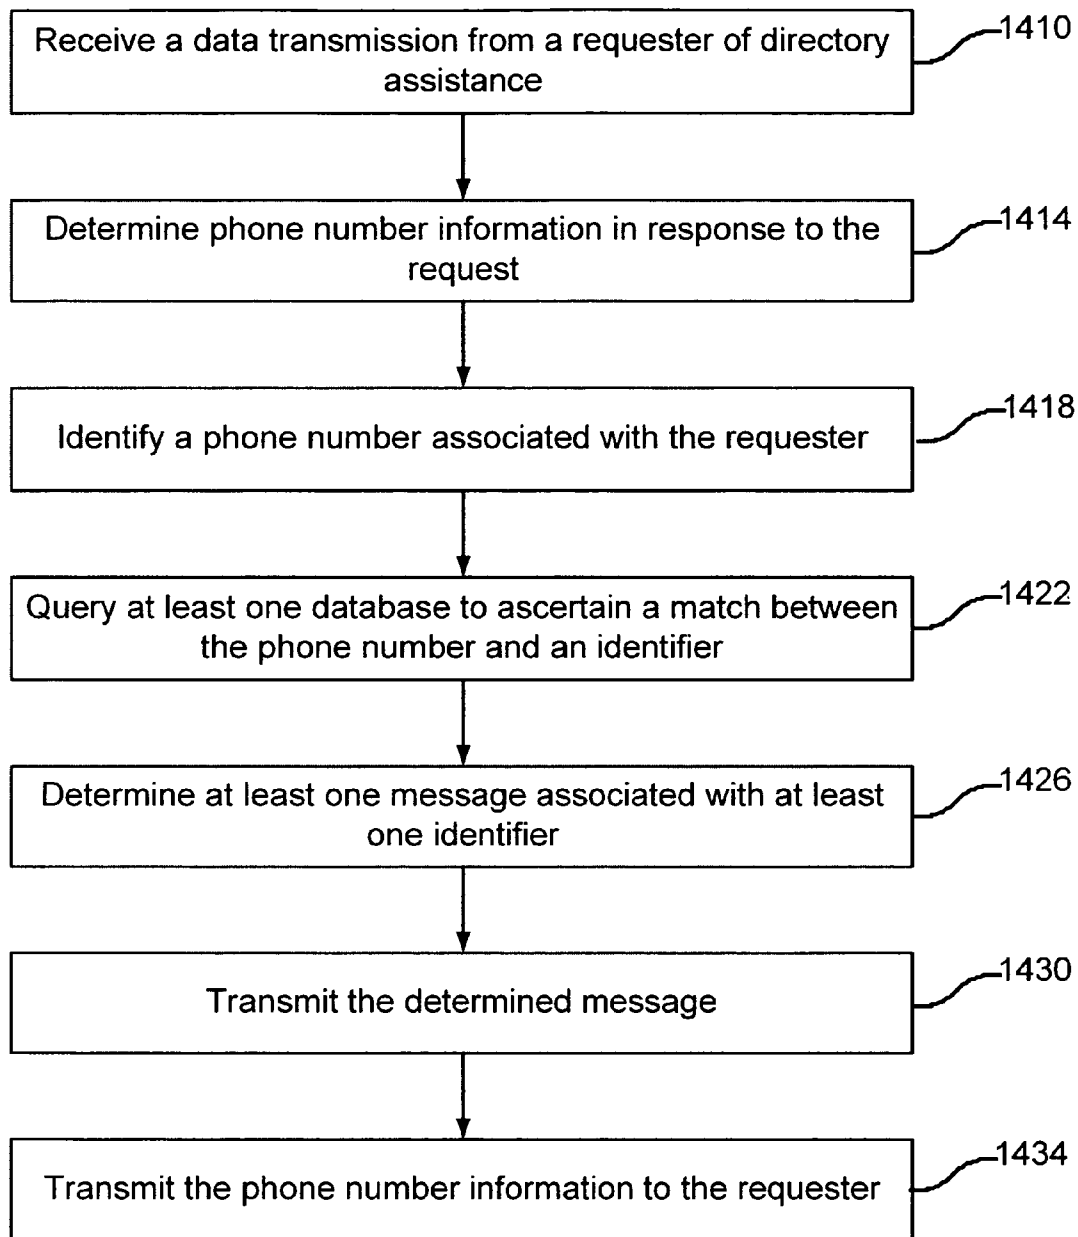 Receive a data transmission from a requester of directory
assistance
1410
Determine phone number information in response to the
request
1414
Identify a phone number associated with the requester
1418
Query at least one database to ascertain a match between
the phone number and an identifier
1422
Determine at least one message associated with at least
one identifier
1426
Transmit the determined message
1430
Transmit the phone number information to the requester
1434